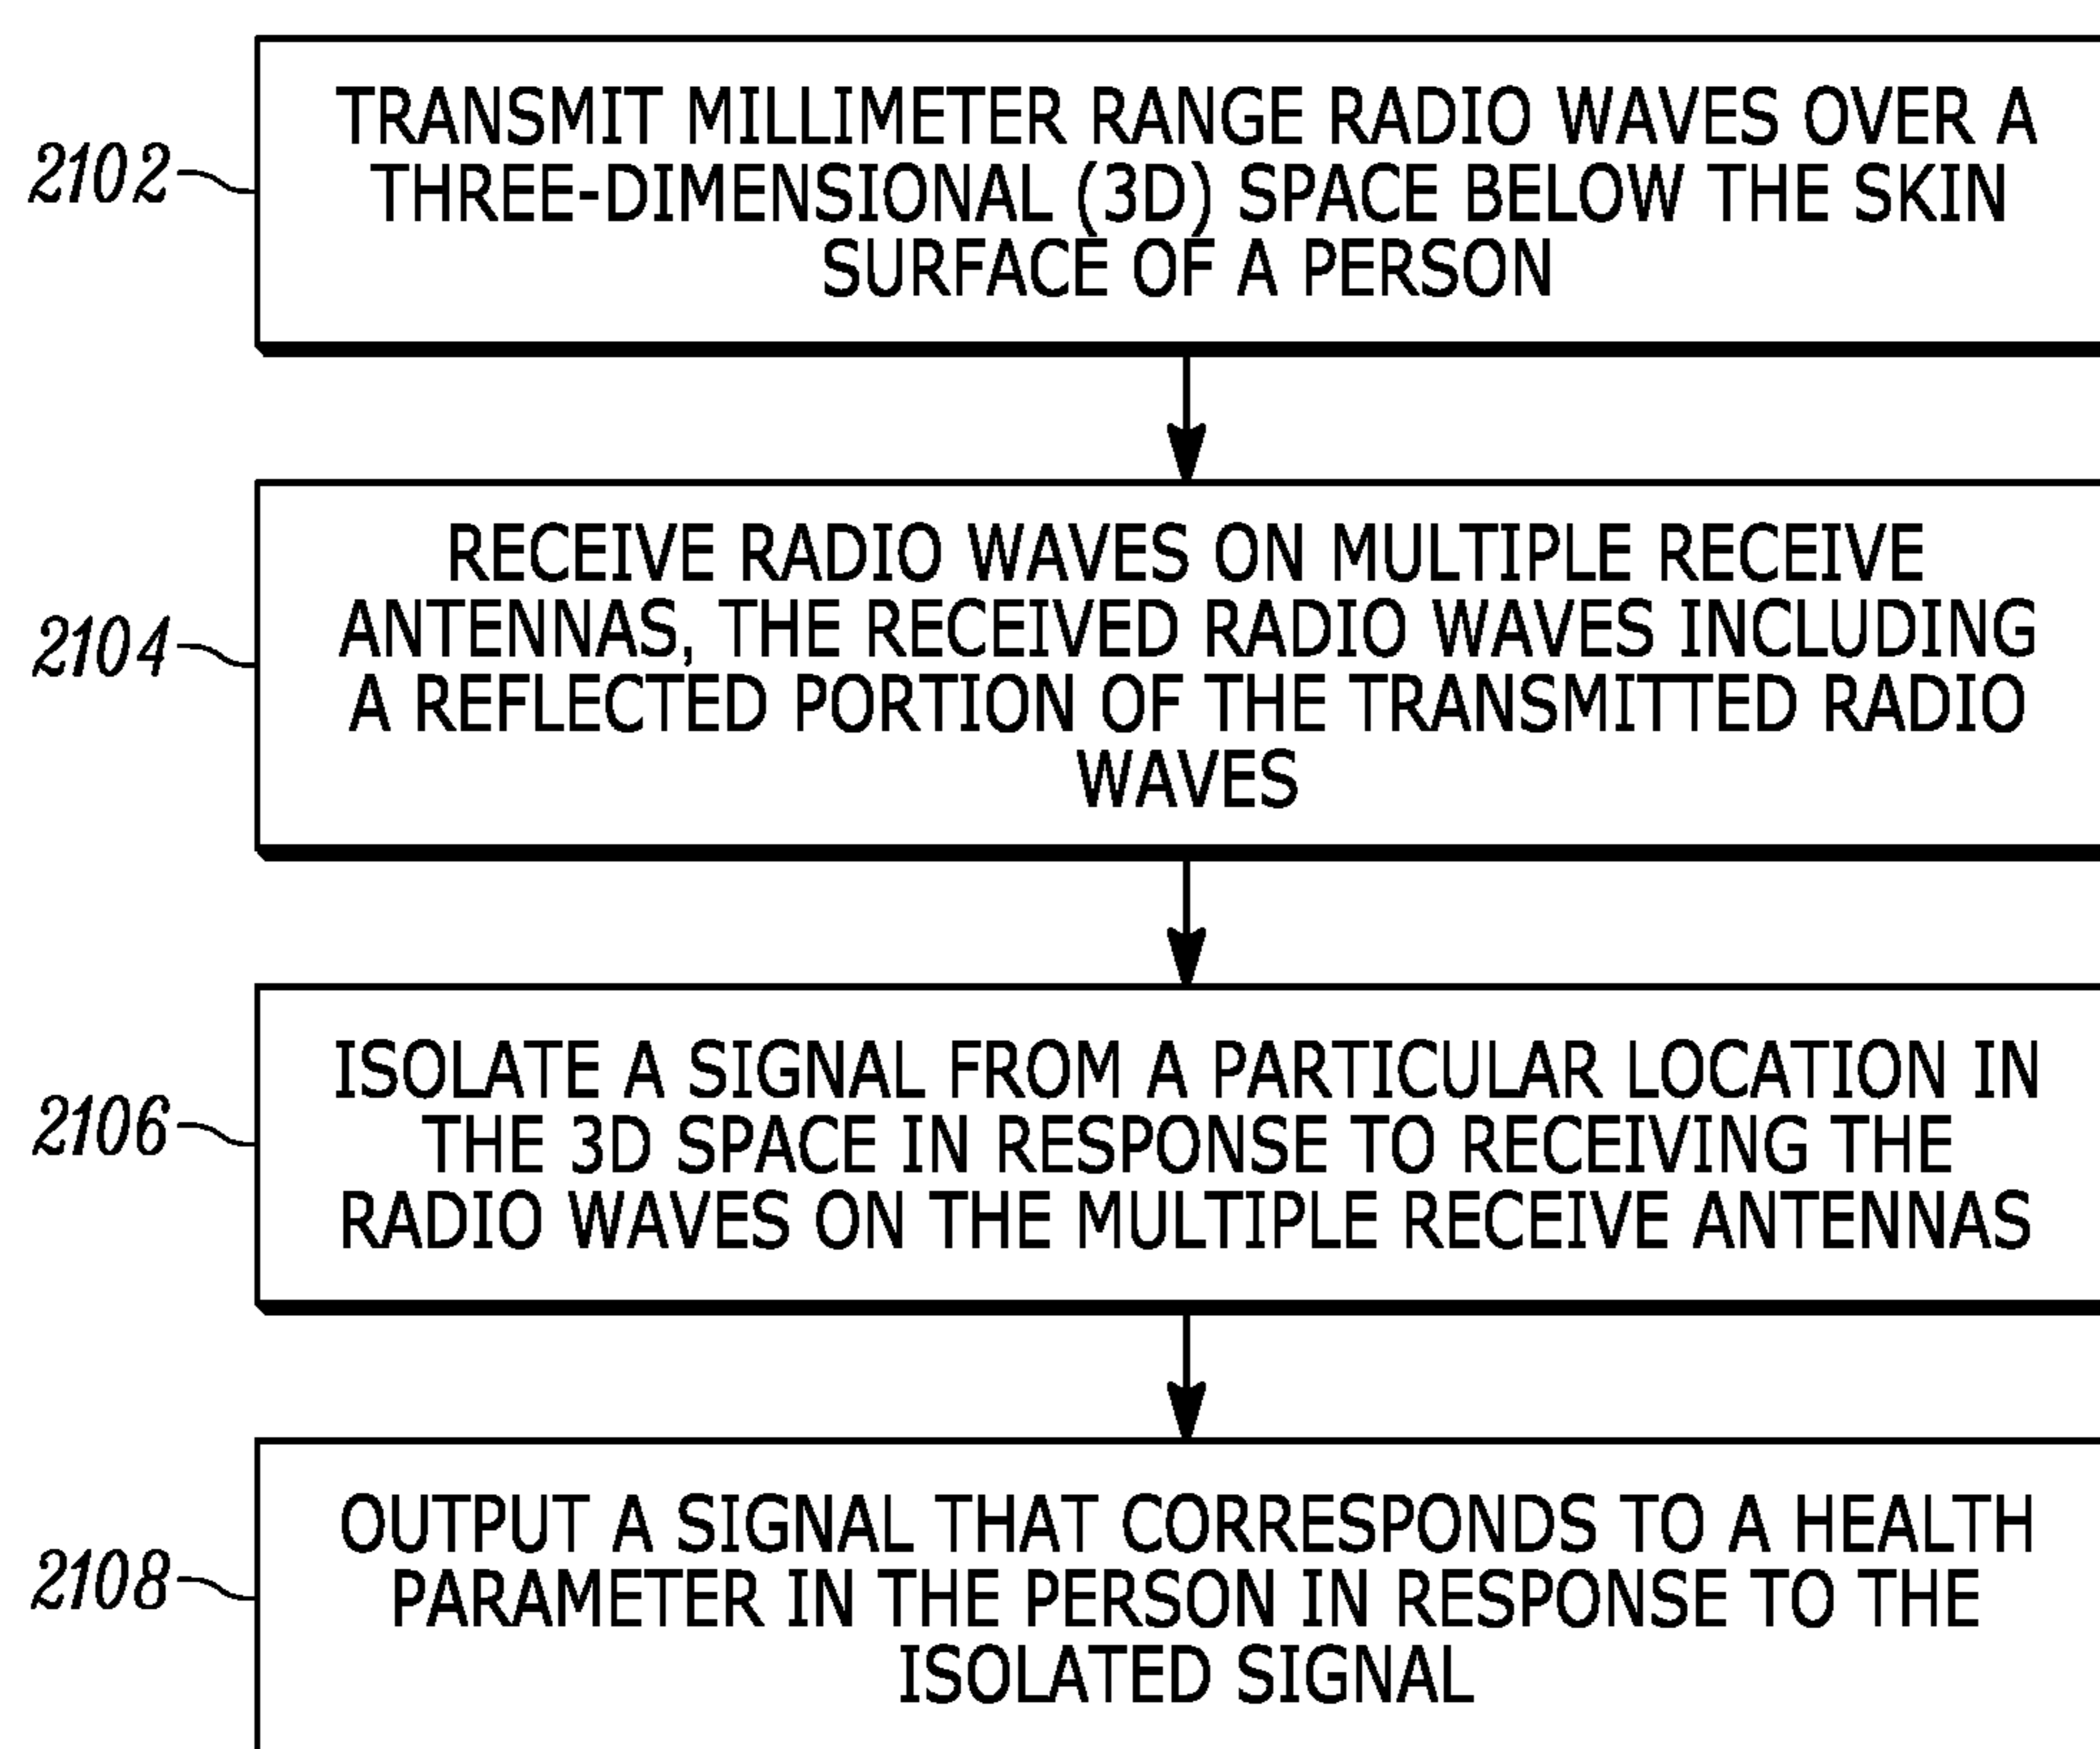 2102
TRANSMIT MILLIMETER RANGE RADIO WAVES OVER A
THREE-DIMENSIONAL (3D) SPACE BELOW THE SKIN
SURFACE OF A PERSON
2104
RECEIVE RADIO WAVES ON MULTIPLE RECEIVE
ANTENNAS, THE RECEIVED RADIO WAVES INCLUDING
A REFLECTED PORTION OF THE TRANSMITTED RADIO
WAVES
2106
ISOLATE A SIGNAL FROM A PARTICULAR LOCATION IN
THE 3D SPACE IN RESPONSE TO RECEIVING THE
RADIO WAVES ON THE MULTIPLE RECEIVE ANTENNAS
2108
OUTPUT A SIGNAL THAT CORRESPONDS TO A HEALTH
PARAMETER IN THE PERSON IN RESPONSE TO THE
ISOLATED SIGNAL